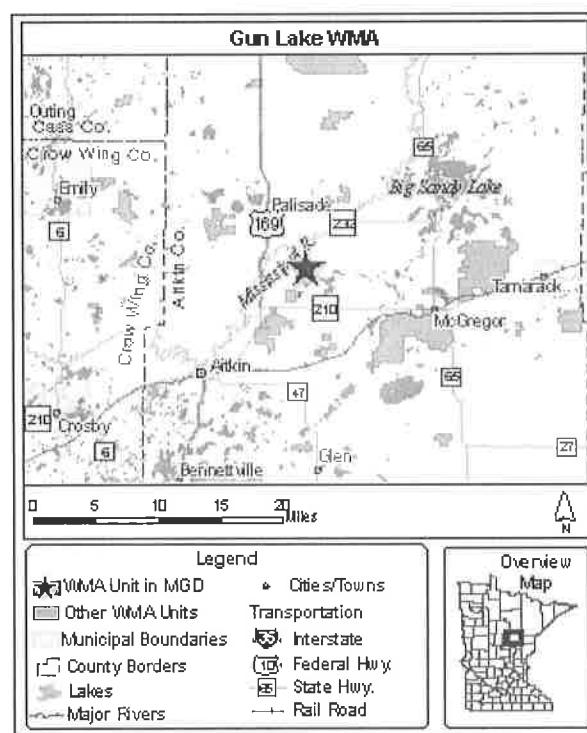 Gun Lake WMA
Outing
Cass Co.
Crow Wing Co.
Emily
65
Big Sandy Lake
Palisad
169
232
6
Crow Wing Co.
Aitkin Co.
Mississippi R.
Tamarack
210
McGregor
Aitkin
47
65
210
Crosby
6
Glen
27
Bennettville
0 5 10 15 20
Miles
N
Legend
WMA Unit in MGD
Cities/Towns
Other WMA Units
Transportation
Municipal Boundaries
Interstate
County Borders
Federal Hwy.
Lakes
State Hwy.
Major Rivers
Rail Road
35
10
Overview
Map